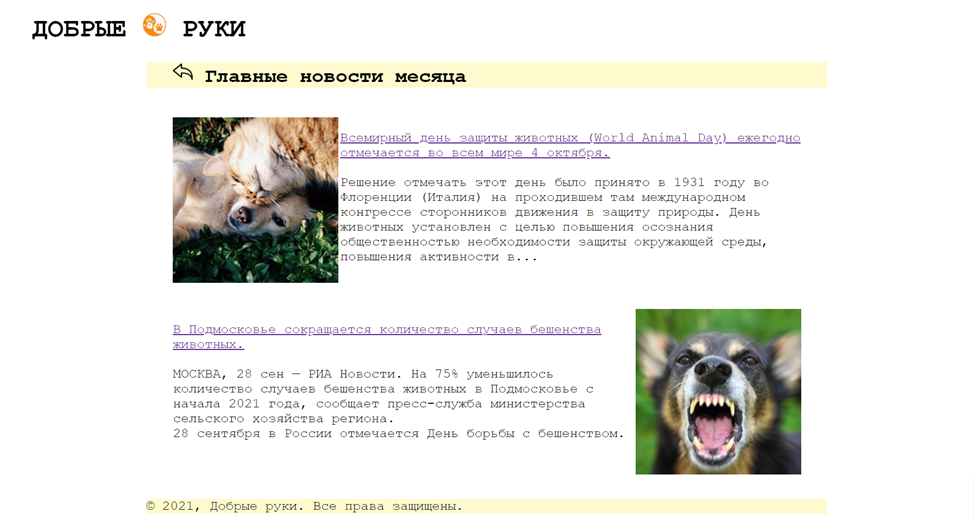 ДОБРЫЕ РУКИ
Главные новости месяца
Всемирный день защиты животных (World Animal Day) ежегодно
отмечается во всем мире 4 октября.
Решение отмечать этот день было принято в 1931 году во
Флоренции (Италия) на проходившем там международном
конгрессе сторонников движения в защиту природы. День
животных установлен с целью повышения осознания
общественностью необходимости защиты окружающей среды,
повышения активности в...
В Подмосковье сокращается количество случаев бешенства
животных.
МОСКВА, 28 сен — РИА Новости. На 75% уменьшилось
количество случаев бешенства животных в Подмосковье с
начала 2021 года, сообщает пресс-служба министерства
сельского хозяйства региона.
28 сентября в России отмечается День борьбы с бешенством.
© 2021, Добрые руки. Все права защищены.